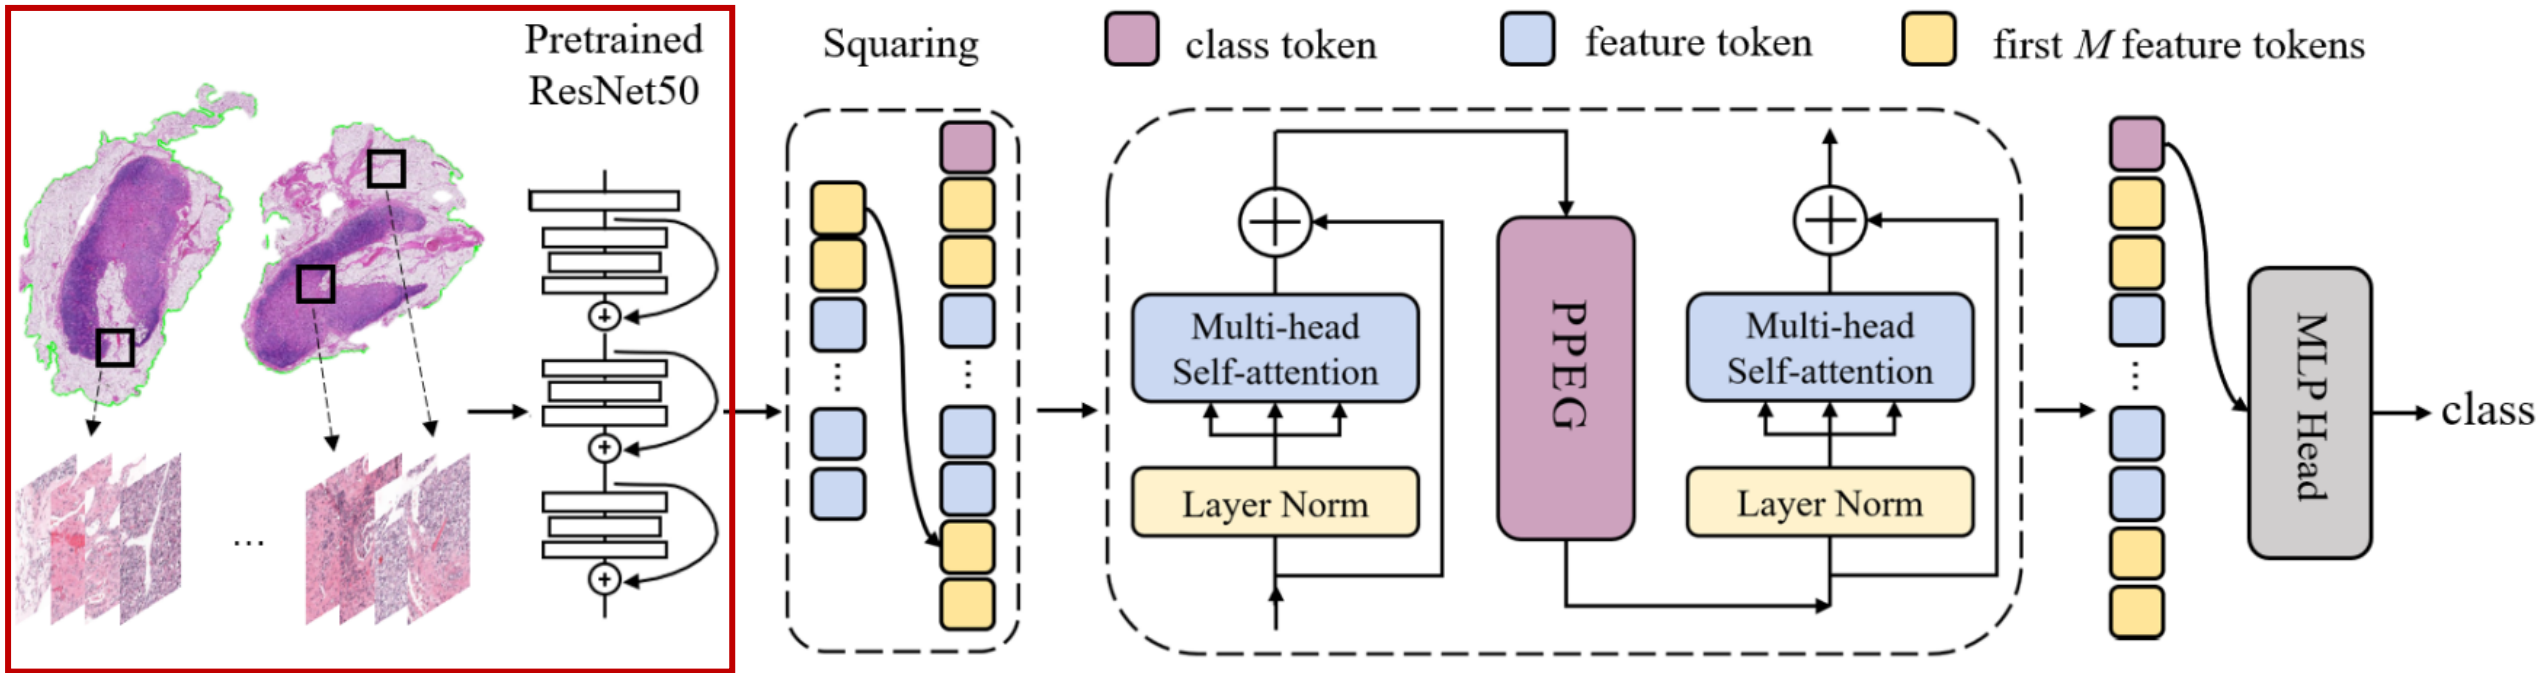 Pretrained
ResNet50
Squaring
class token
feature token
first M feature tokens
Multi-head
Self-attention
Layer Norm
PPEG
Multi-head
Self-attention
Layer Norm
MLP Head
class